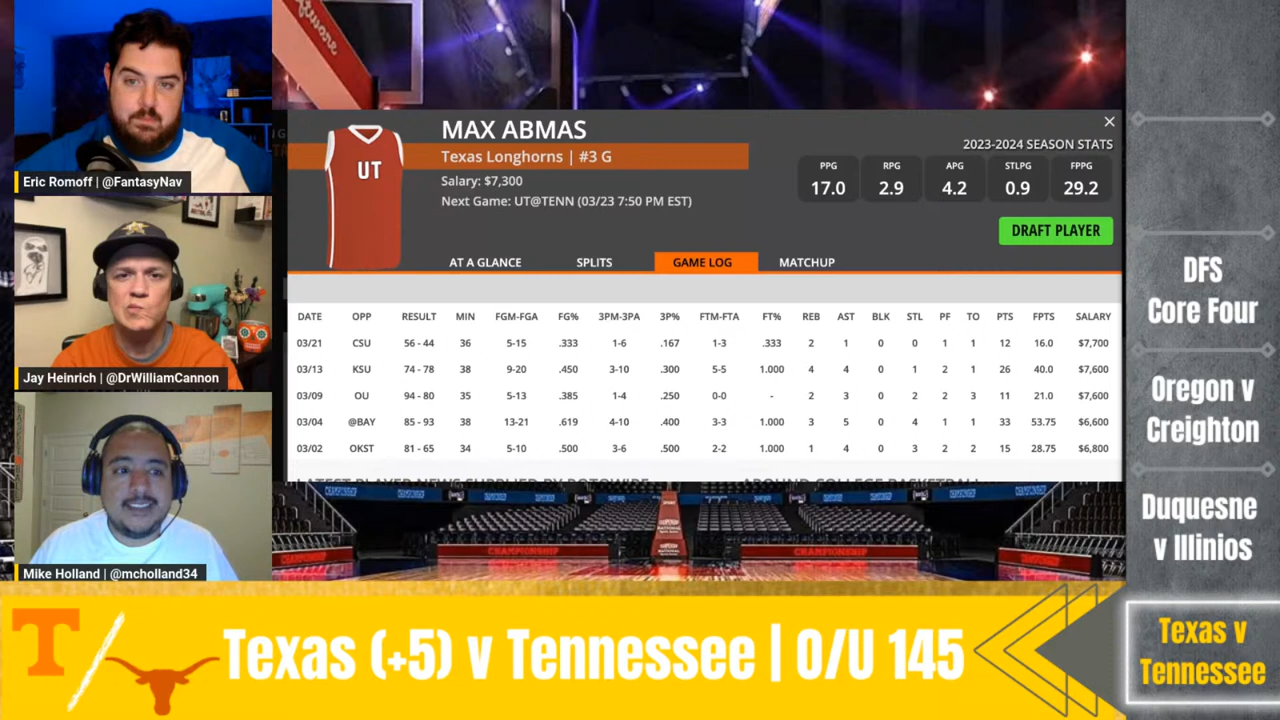 Eric Romoff | @FantasyNav
Jay Heinrich | @DrWilliamCannon
Mike Holland | @mcholland34
MAX ABMAS
Texas Longhorns | #3 G
Salary: $7,300
Next Game: UT@TENN (03/23 7:50 PM EST)
UT
2023-2024 SEASON STATS
PPG RPG APG STLPG FPPG
17.0 2.9 4.2 0.9 29.2
DRAFT PLAYER
AT A GLANCE SPLITS GAME LOG MATCHUP
DATE OPP RESULT MIN FGM-FGA FG% 3PM-3PA 3P% FTM-FTA FT% REB AST BLK STL PF TO PTS FPTS SALARY
03/21 CSU 56 - 44 36 5-15 .333 1-6 .167 1-3 .333 2 1 0 0 1 1 12 16.0 $7,700
03/13 KSU 74 - 78 38 9-20 .450 3-10 .300 5-5 1.000 4 4 0 1 2 1 26 40.0 $7,600
03/09 OU 94 - 80 35 5-13 .385 1-4 .250 0-0 - 2 3 0 2 2 3 11 21.0 $7,600
03/04 @BAY 85 - 93 38 13-21 .619 4-10 .400 3-3 1.000 3 5 0 4 1 1 33 53.75 $6,600
03/02 OKST 81 - 65 34 5-10 .500 3-6 .500 2-2 1.000 1 4 0 3 2 2 15 28.75 $6,800
LATEST PLAYER NEWS SUPPLIED BY ROTOWIRE AROUND COLLEGE BASKETBALL
CHAMPIONSHIP
CHAMPIONSHIP
DFS
Core Four
Oregon v
Creighton
Duquesne
v Illinios
Texas v
Tennessee
T
Texas (+5) v Tennessee | O/U 145